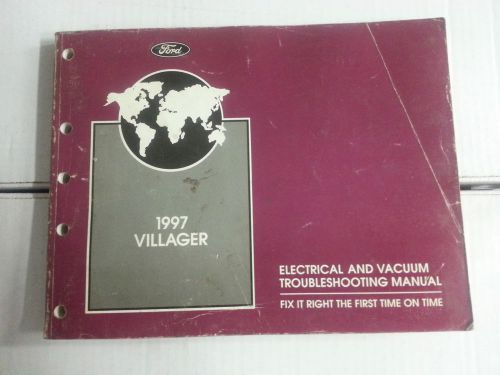 Ford
1997
VILLAGER
ELECTRICAL AND VACUUM
TROUBLESHOOTING MANUAL
FIX IT RIGHT THE FIRST TIME ON TIME